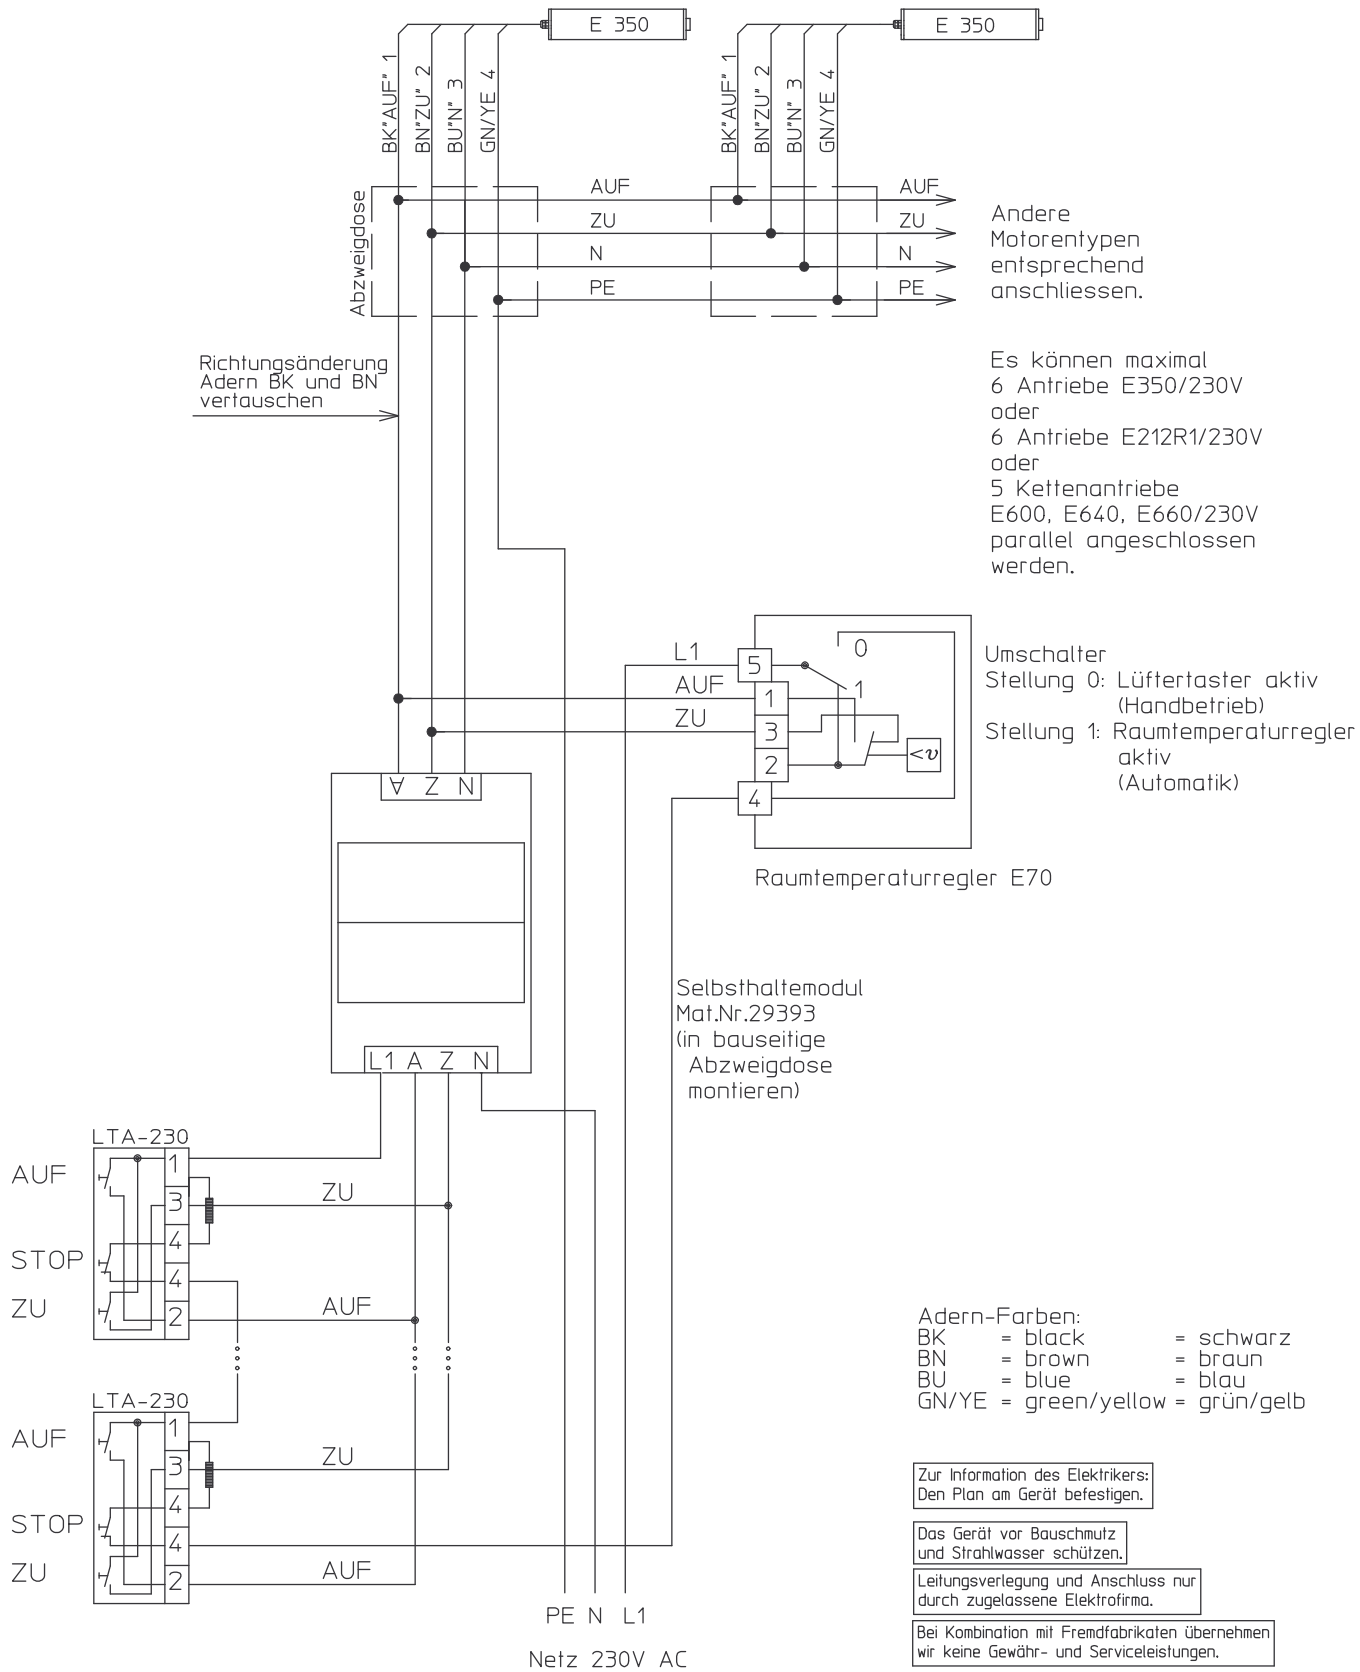 E 350
E 350
BK"AUF" 1
BN"ZU" 2
BU"N" 3
GN/YE 4
BK"AUF" 1
BN"ZU" 2
BU"N" 3
GN/YE 4
Abzweigdose
AUF
ZU
N
PE
AUF
ZU
N
PE
Andere
Motorentypen
entsprechend
anschliessen.
Richtungsänderung
Adern BK und BN
vertauschen
Es können maximal
6 Antriebe E350/230V
oder
6 Antriebe E212R1/230V
oder
5 Kettenantriebe
E600, E640, E660/230V
parallel angeschlossen
werden.
L1
AUF
ZU
5
1
3
2
4
0
1
<v
Umschalter
Stellung 0: Lüftertaster aktiv
(Handbetrieb)
Stellung 1: Raumtemperaturregler
aktiv
(Automatik)
Raumtemperaturregler E70
A Z N
L1 A Z N
Selbsthaltemodul
Mat.Nr.29393
(in bauseitige
Abzweigdose
montieren)
LTA-230
AUF
STOP
ZU
1
3
4
4
2
ZU
AUF
LTA-230
AUF
STOP
ZU
1
3
4
4
2
ZU
AUF
PE N L1
Netz 230V AC
Adern-Farben:
BK = black = schwarz
BN = brown = braun
BU = blue = blau
GN/YE = green/yellow = grün/gelb
Zur Information des Elektrikers:
Den Plan am Gerät befestigen.
Das Gerät vor Bauschmutz
und Strahlwasser schützen.
Leitungsverlegung und Anschluss nur
durch zugelassene Elektrofirma.
Bei Kombination mit Fremdfabrikaten übernehmen
wir keine Gewähr- und Serviceleistungen.